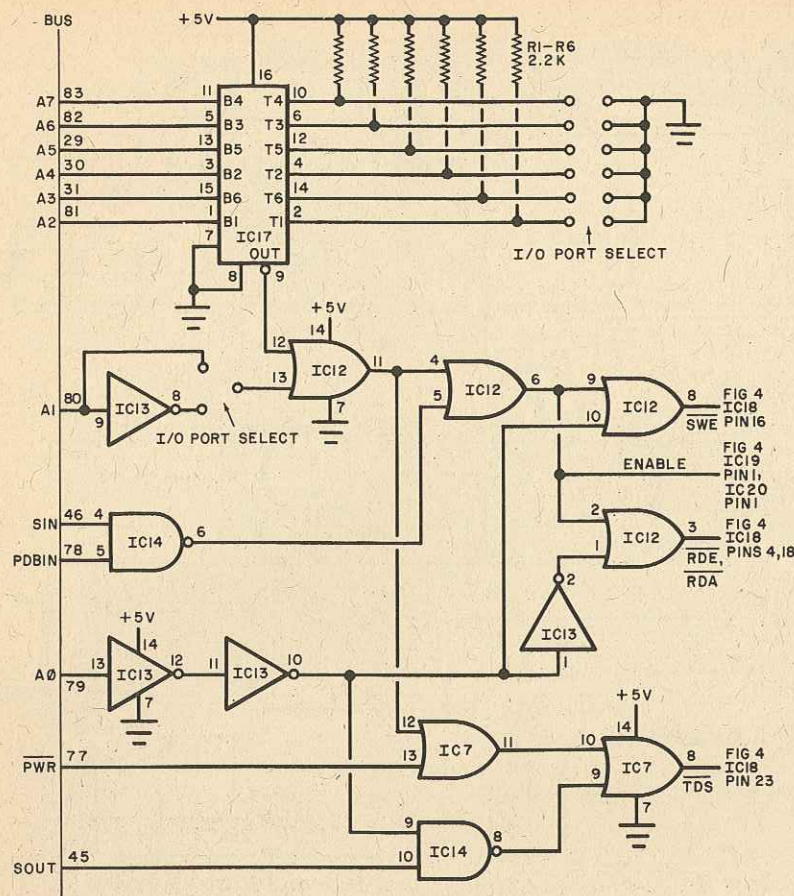 BUS
+5V
R1-R6
2.2K
16
A7 83 11 B4 T4 10
A6 82 5 B3 T3 6
A5 29 13 B5 T5 12
A4 30 3 B2 T2 4
A3 31 15 B6 T6 14
A2 81 1 B1 T1 2
7 IC17
OUT
8 9
I/O PORT SELECT
+5V
14
12
13
IC12
11
7
4
5
IC12
6
9
10
IC12
8
SWE
FIG 4
IC18
PIN 16
A1 80
9
IC13
8
I/O PORT SELECT
ENABLE
FIG 4
IC19
PIN 1,
IC20
PIN 1
SIN 46 4
PDBIN 78 5
IC14
6
2
1
IC12
3
RDE,
RDA
FIG 4
IC18
PINS 4,18
2
IC13
1
+5V
14
AØ 79
13
IC13
12
7
11
IC13
10
PWR 77
12
13
IC7
11
+5V
14
10
9
IC7
8
7
TDS
FIG 4
IC18
PIN 23
SOUT 45
9
10
IC14
8